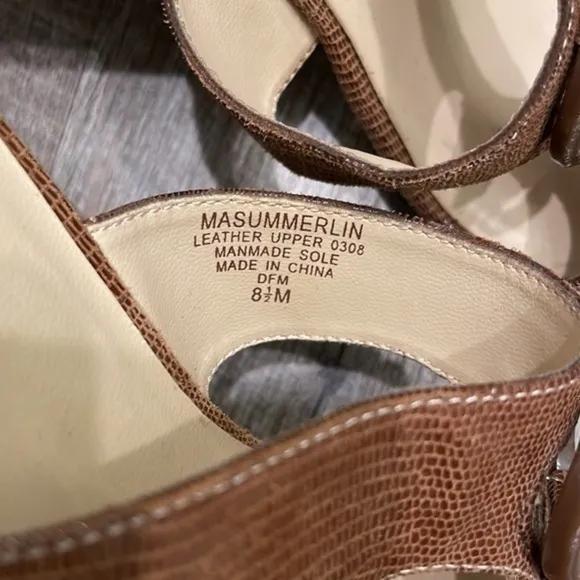 MASUMMERLIN
LEATHER UPPER 0308
MANMADE SOLE
MADE IN CHINA
DFM
8½M